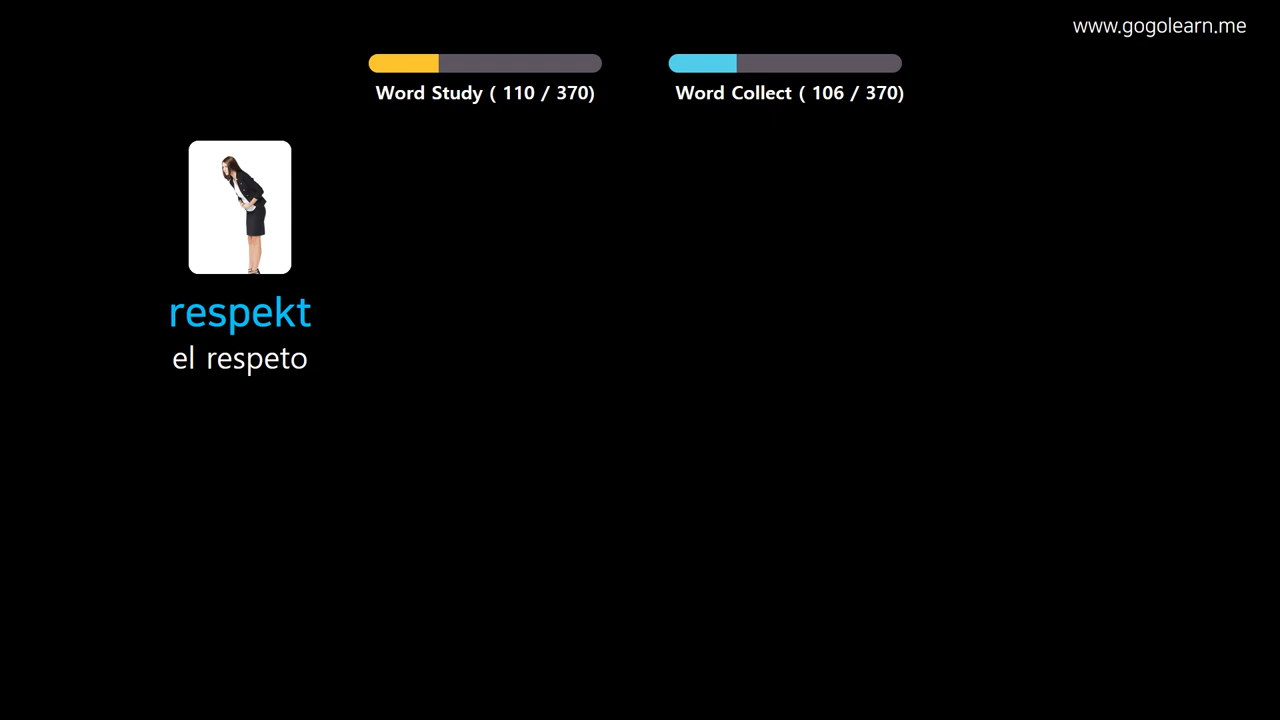 www.gogolearn.me
Word Study ( 110 / 370)
Word Collect ( 106 / 370)
respekt
el respeto